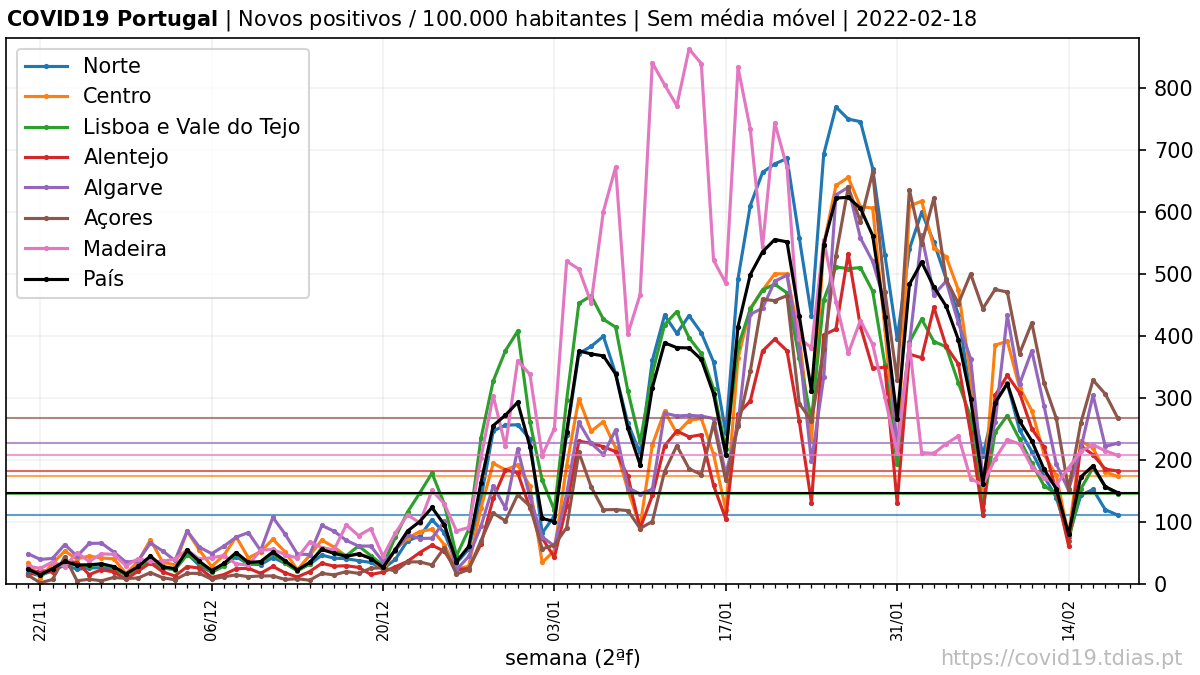 COVID19 Portugal | Novos positivos / 100.000 habitantes | Sem média móvel | 2022-02-18
Norte
Centro
Lisboa e Vale do Tejo
Alentejo
Algarve
Açores
Madeira
País
800
700
600
500
400
300
200
100
0
22/11
06/12
20/12
03/01
17/01
31/01
14/02
semana (2ªf)
https://covid19.tdias.pt